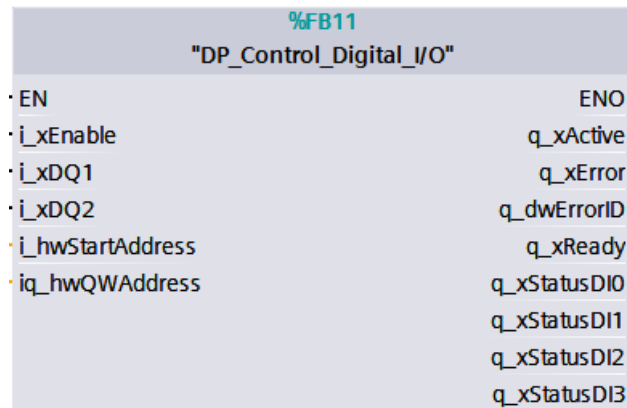 %FB11
"DP_Control_Digital_I/O"
EN ENO
i_xEnable q_xActive
i_xDQ1 q_xError
i_xDQ2 q_dwErrorID
i_hwStartAddress q_xReady
iq_hwQWAddress q_xStatusDI0
q_xStatusDI1
q_xStatusDI2
q_xStatusDI3